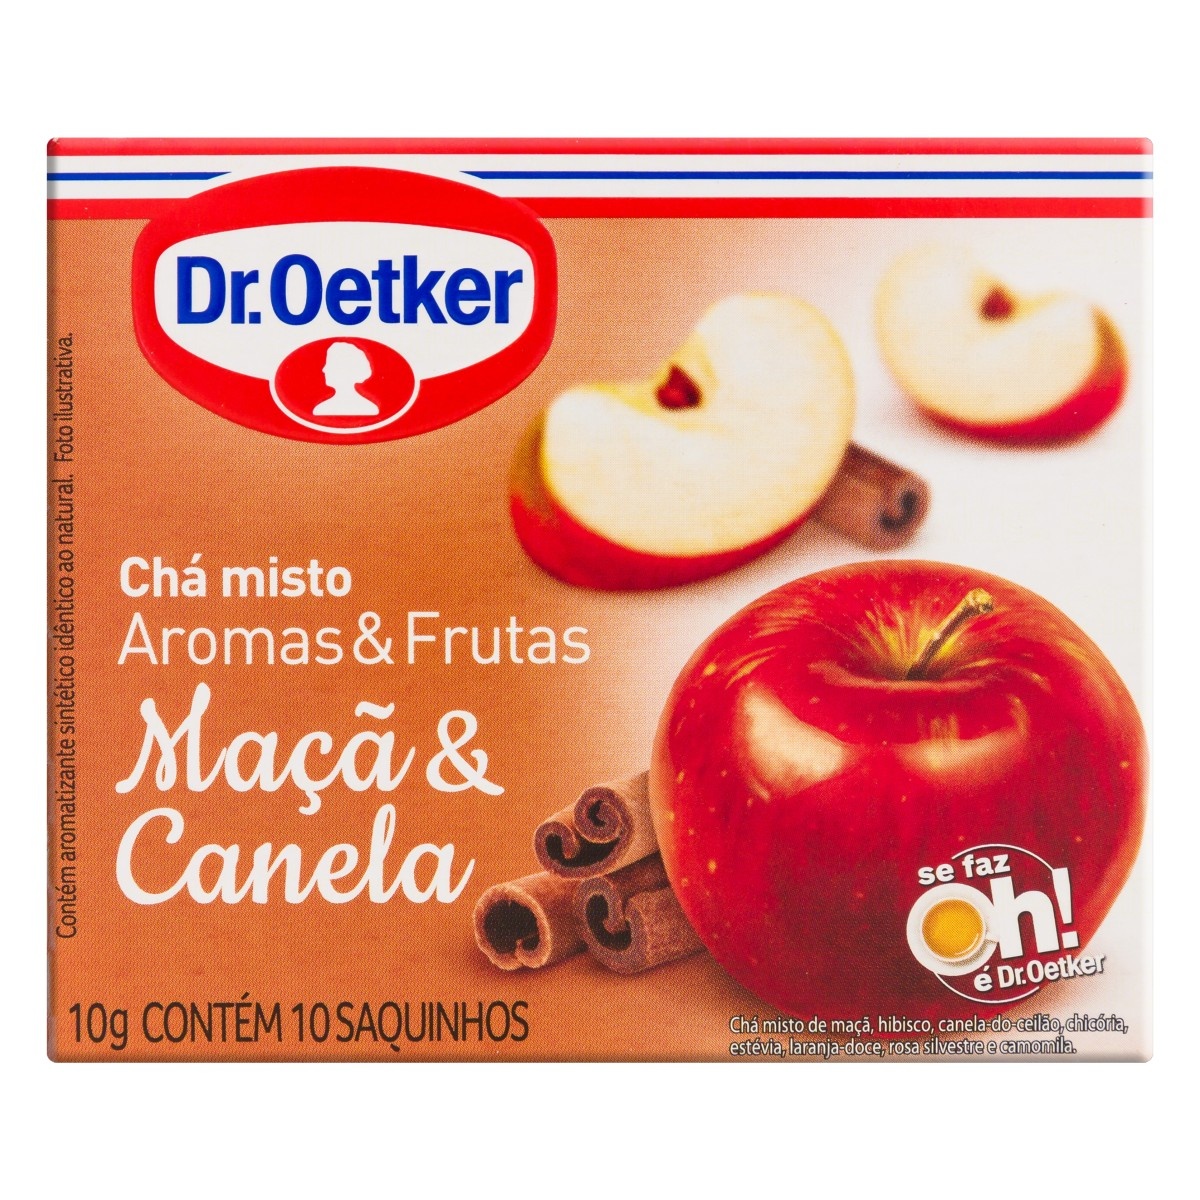 Dr.Oetker
Contém aromatizante sintético idêntico ao natural. Foto ilustrativa.
Chá misto
Aromas & Frutas
Maçã &
Canela
se faz
Oh!
é Dr.Oetker
10g CONTÉM 10 SAQUINHOS
Chá misto de maçã, hibisco, canela-do-ceilão, chicória,
estévia, laranja-doce, rosa silvestre e camomila.